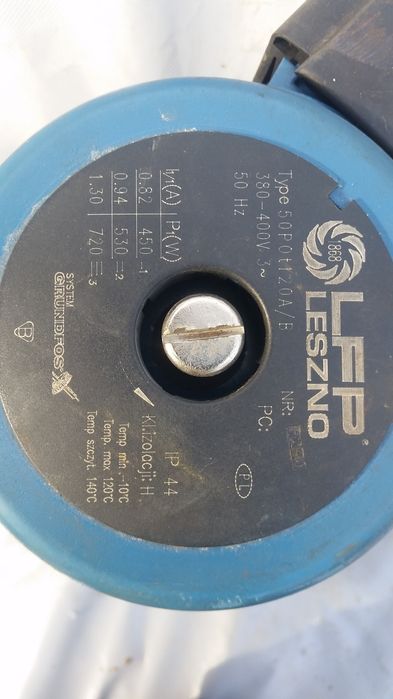 1868
LFP®
LESZNO
Type 50POt120A/B
380-400V 3~
50 Hz
NR:
PC:
I1/1(A) P1(W)
0.82 450 1
0.94 530 2
1.30 720 3
SYSTEM
GRUNDFOS
B
PL
IP 44
Kl.izolacji: H
Temp min. -10°C
Temp. max 120°C
Temp szczyt. 140°C